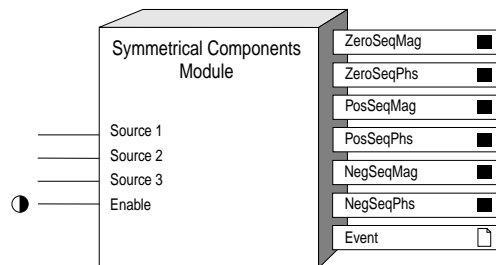 Symmetrical Components
Module
Source 1
Source 2
Source 3
Enable
ZeroSeqMag
ZeroSeqPhs
PosSeqMag
PosSeqPhs
NegSeqMag
NegSeqPhs
Event